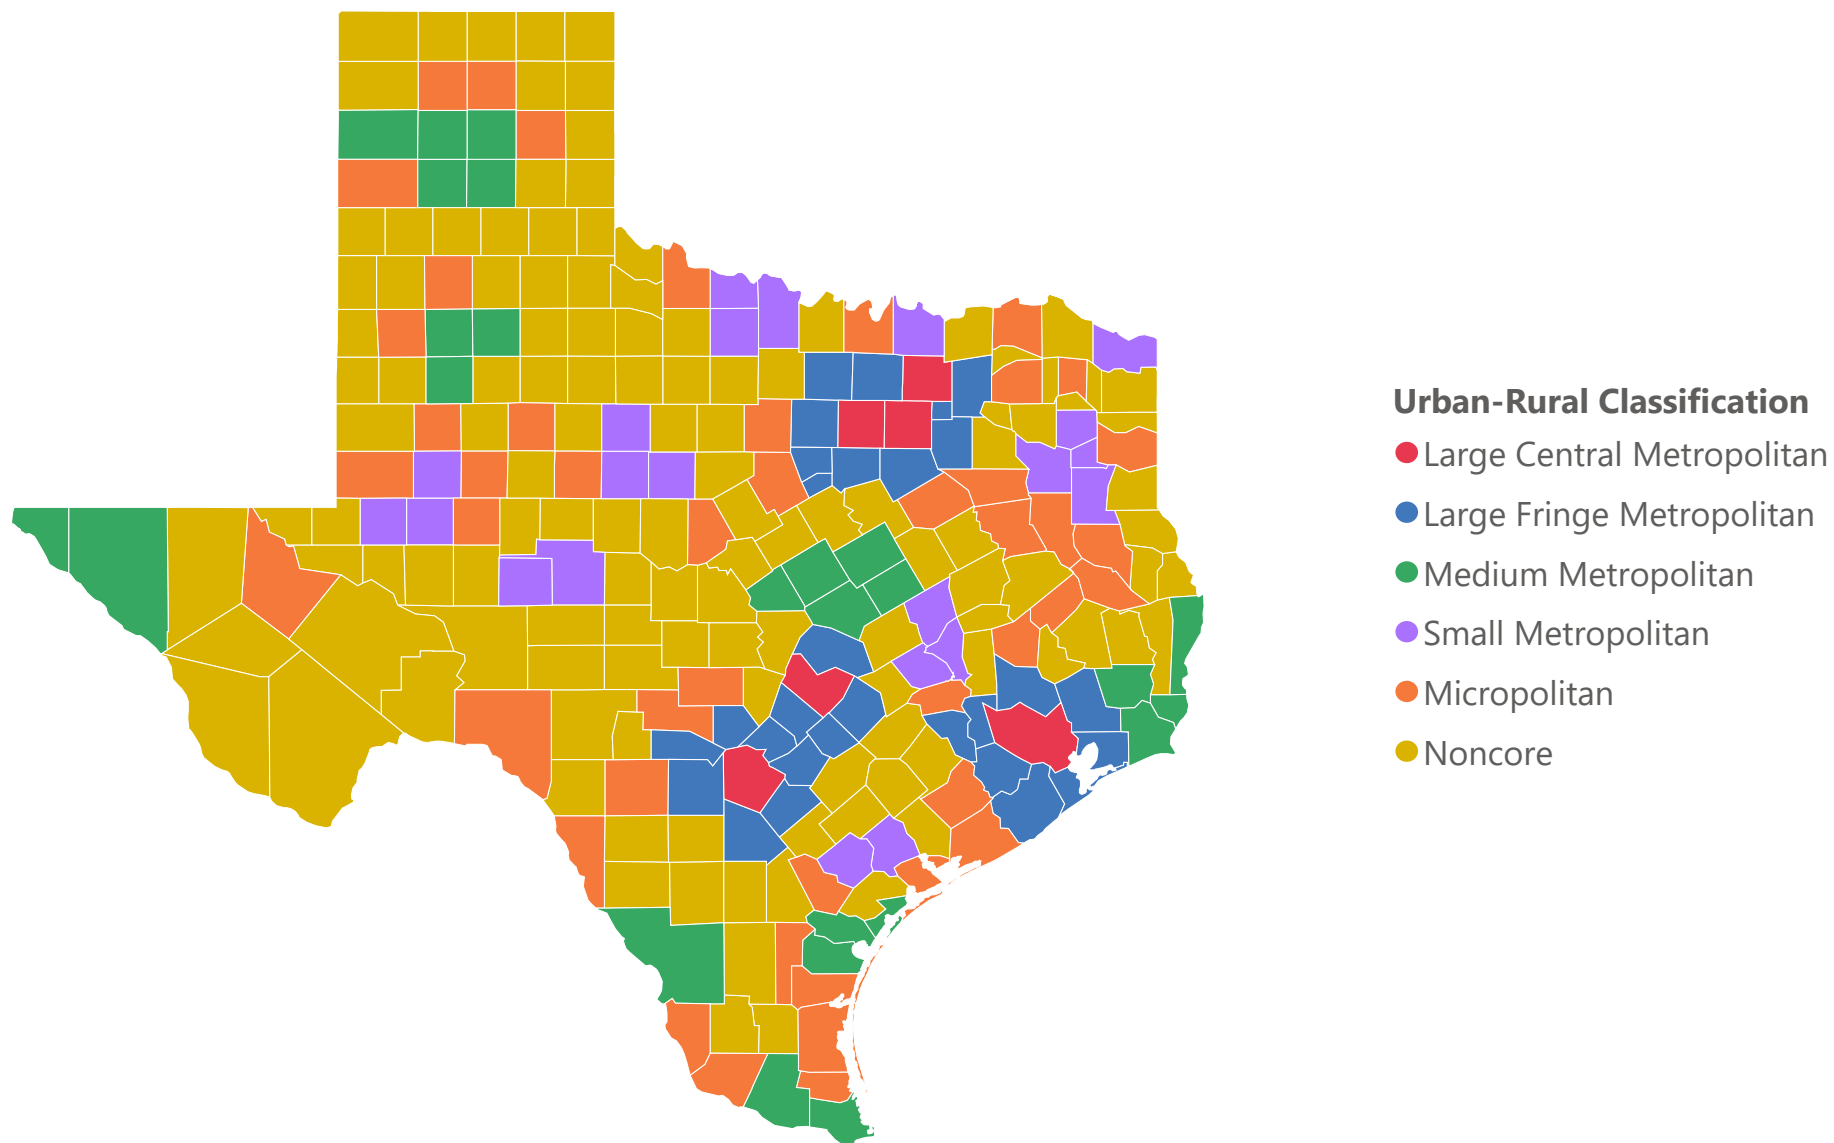 Urban-Rural Classification
Large Central Metropolitan
Large Fringe Metropolitan
Medium Metropolitan
Small Metropolitan
Micropolitan
Noncore